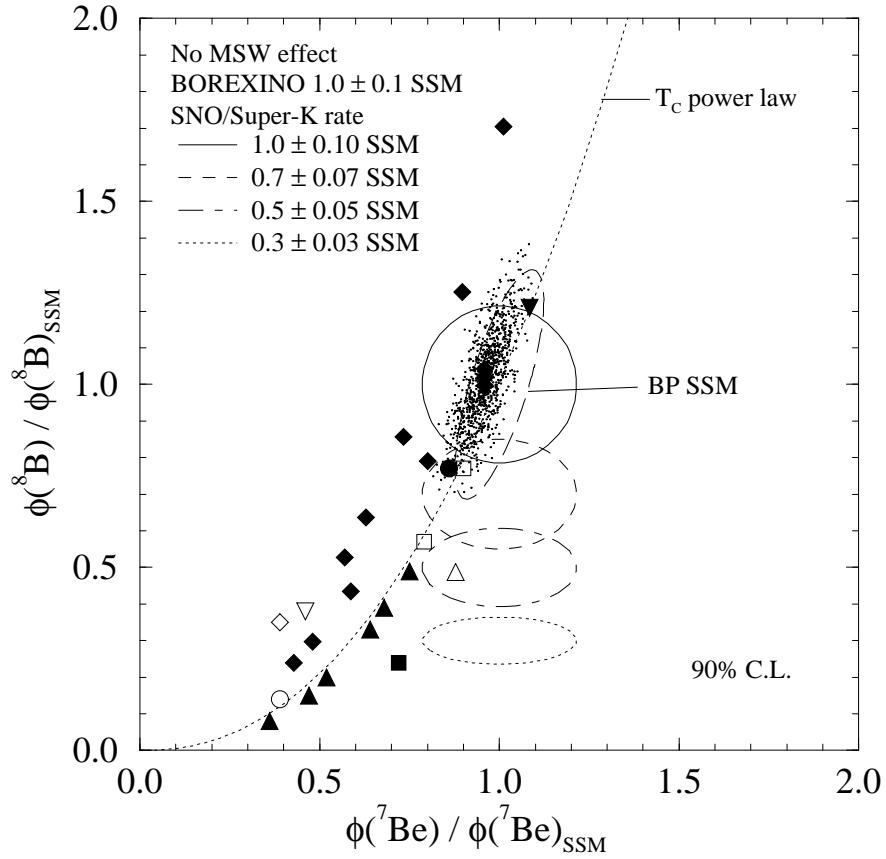 No MSW effect
BOREXINO 1.0 ± 0.1 SSM
SNO/Super-K rate
1.0 ± 0.10 SSM
0.7 ± 0.07 SSM
0.5 ± 0.05 SSM
0.3 ± 0.03 SSM
T_C power law
BP SSM
90% C.L.
2.0
1.5
1.0
0.5
0.0
ϕ(⁸B) / ϕ(⁸B)_SSM
0.0 0.5 1.0 1.5 2.0
ϕ(⁷Be) / ϕ(⁷Be)_SSM